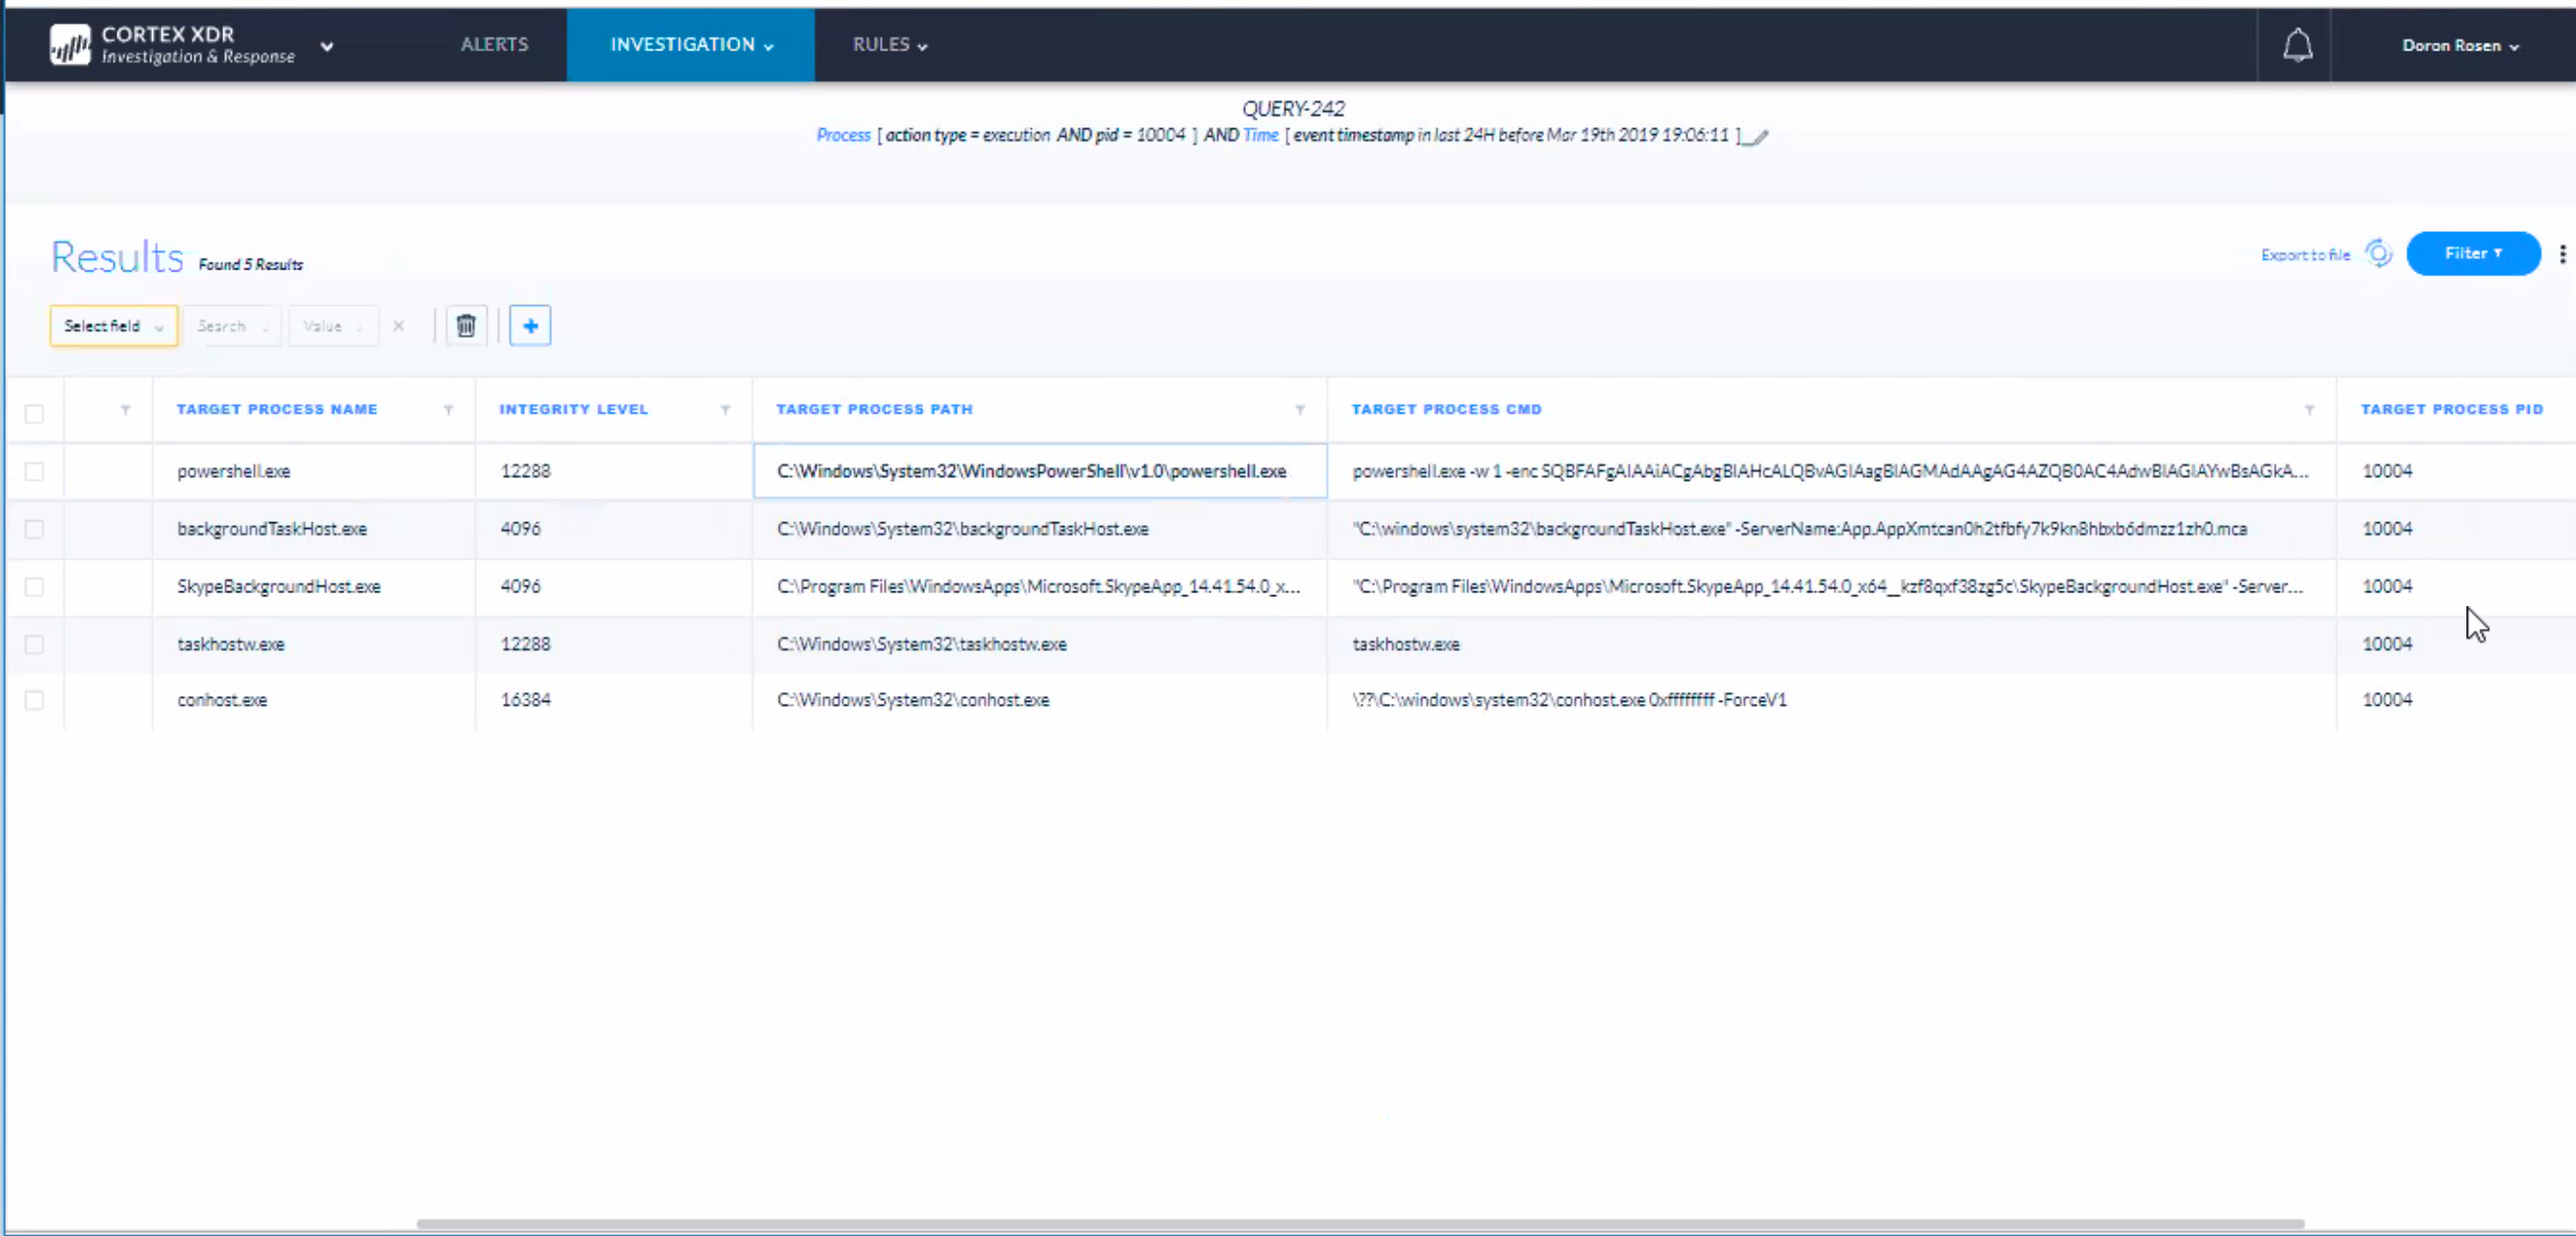 CORTEX XDR
Investigation & Response
ALERTS
INVESTIGATION
RULES
Doron Rosen
QUERY-242
Process [ action type = execution AND pid = 10004 ] AND Time [ event timestamp in last 24H before Mar 19th 2019 19:06:11 ]
Results Found 5 Results
Export to file
Filter
Select field
Search
Value
TARGET PROCESS NAME INTEGRITY LEVEL TARGET PROCESS PATH TARGET PROCESS CMD TARGET PROCESS PID
powershell.exe 12288 C:\Windows\System32\WindowsPowerShell\v1.0\powershell.exe powershell.exe -w 1 -enc 10004
backgroundTaskHost.exe 4096 C:\Windows\System32\backgroundTaskHost.exe "C:\windows\system32\backgroundTaskHost.exe" -ServerName:App.AppXmtcan0h2tfbfy7k9kn8hbxb6dmzz1zh0.mca 10004
SkypeBackgroundHost.exe 4096 C:\Program Files\WindowsApps\Microsoft.SkypeApp_14.41.54.0_x... "C:\Program Files\WindowsApps\Microsoft.SkypeApp_14.41.54.0_x64__kzf8qxf38zg5c\SkypeBackgroundHost.exe" -Server... 10004
taskhostw.exe 12288 C:\Windows\System32\taskhostw.exe taskhostw.exe 10004
conhost.exe 16384 C:\Windows\System32\conhost.exe \??\C:\windows\system32\conhost.exe 0xffffffff -ForceV1 10004